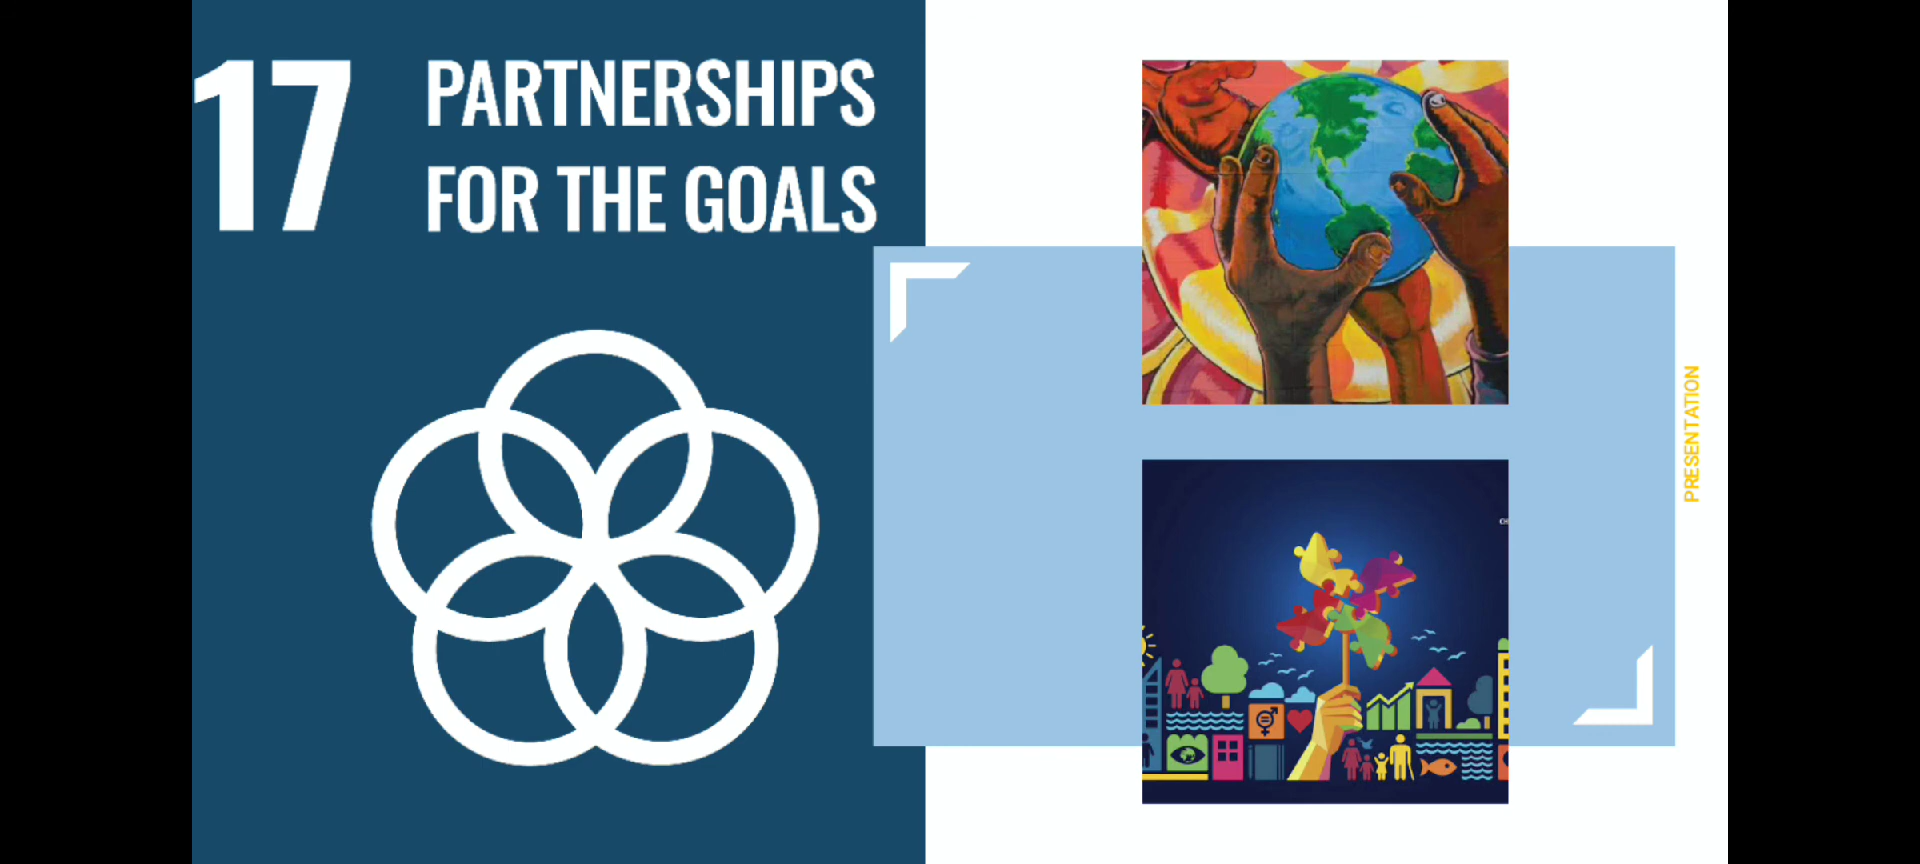 17
PARTNERSHIPS
FOR THE GOALS
PRESENTATION